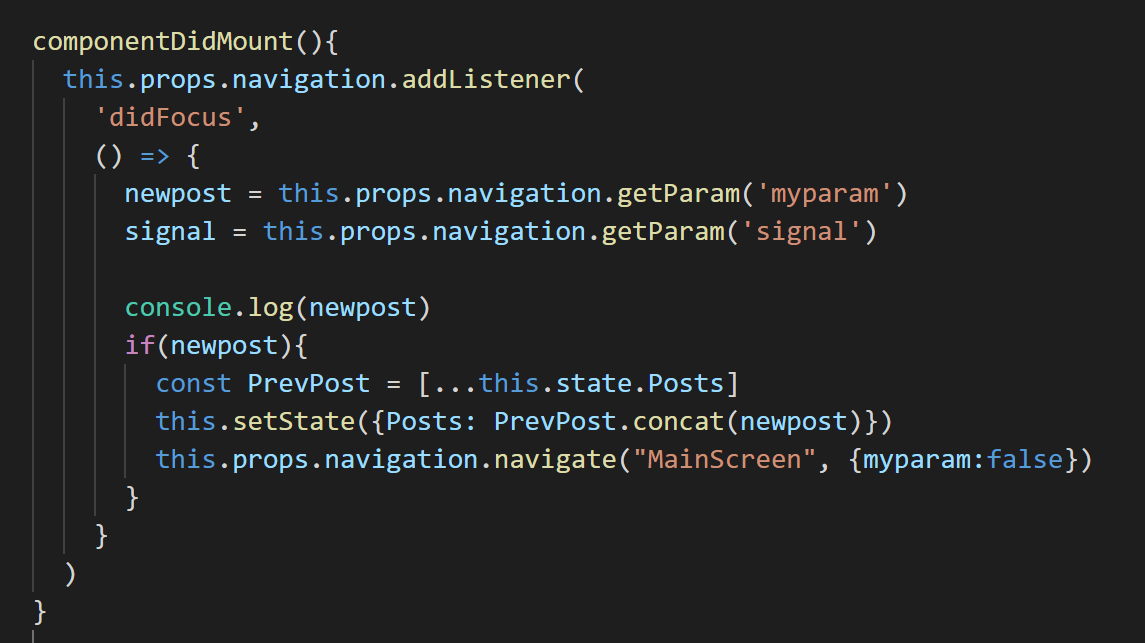 componentDidMount(){
this.props.navigation.addListener(
'didFocus',
() => {
newpost = this.props.navigation.getParam('myparam')
signal = this.props.navigation.getParam('signal')
console.log(newpost)
if(newpost){
const PrevPost = [...this.state.Posts]
this.setState({Posts: PrevPost.concat(newpost)})
this.props.navigation.navigate("MainScreen", {myparam:false})
}
}
)
}